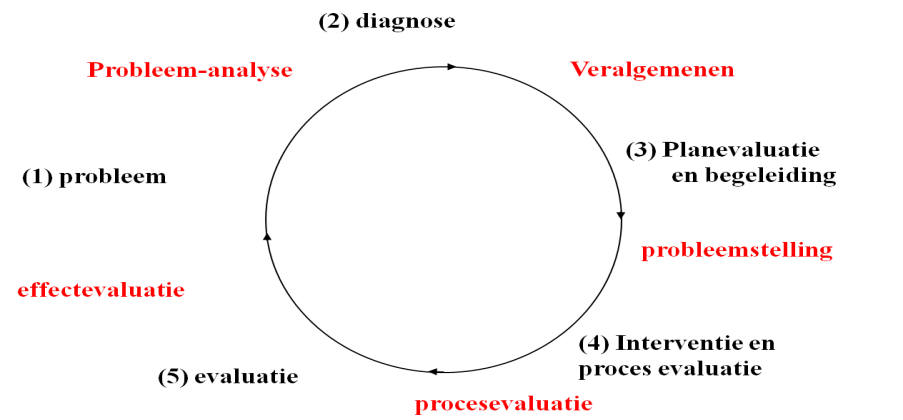 (2) diagnose
Probleem-analyse
Veralgemenen
(3) Planevaluatie
en begeleiding
(1) probleem
probleemstelling
effectevaluatie
(4) Interventie en
proces evaluatie
(5) evaluatie
procesevaluatie